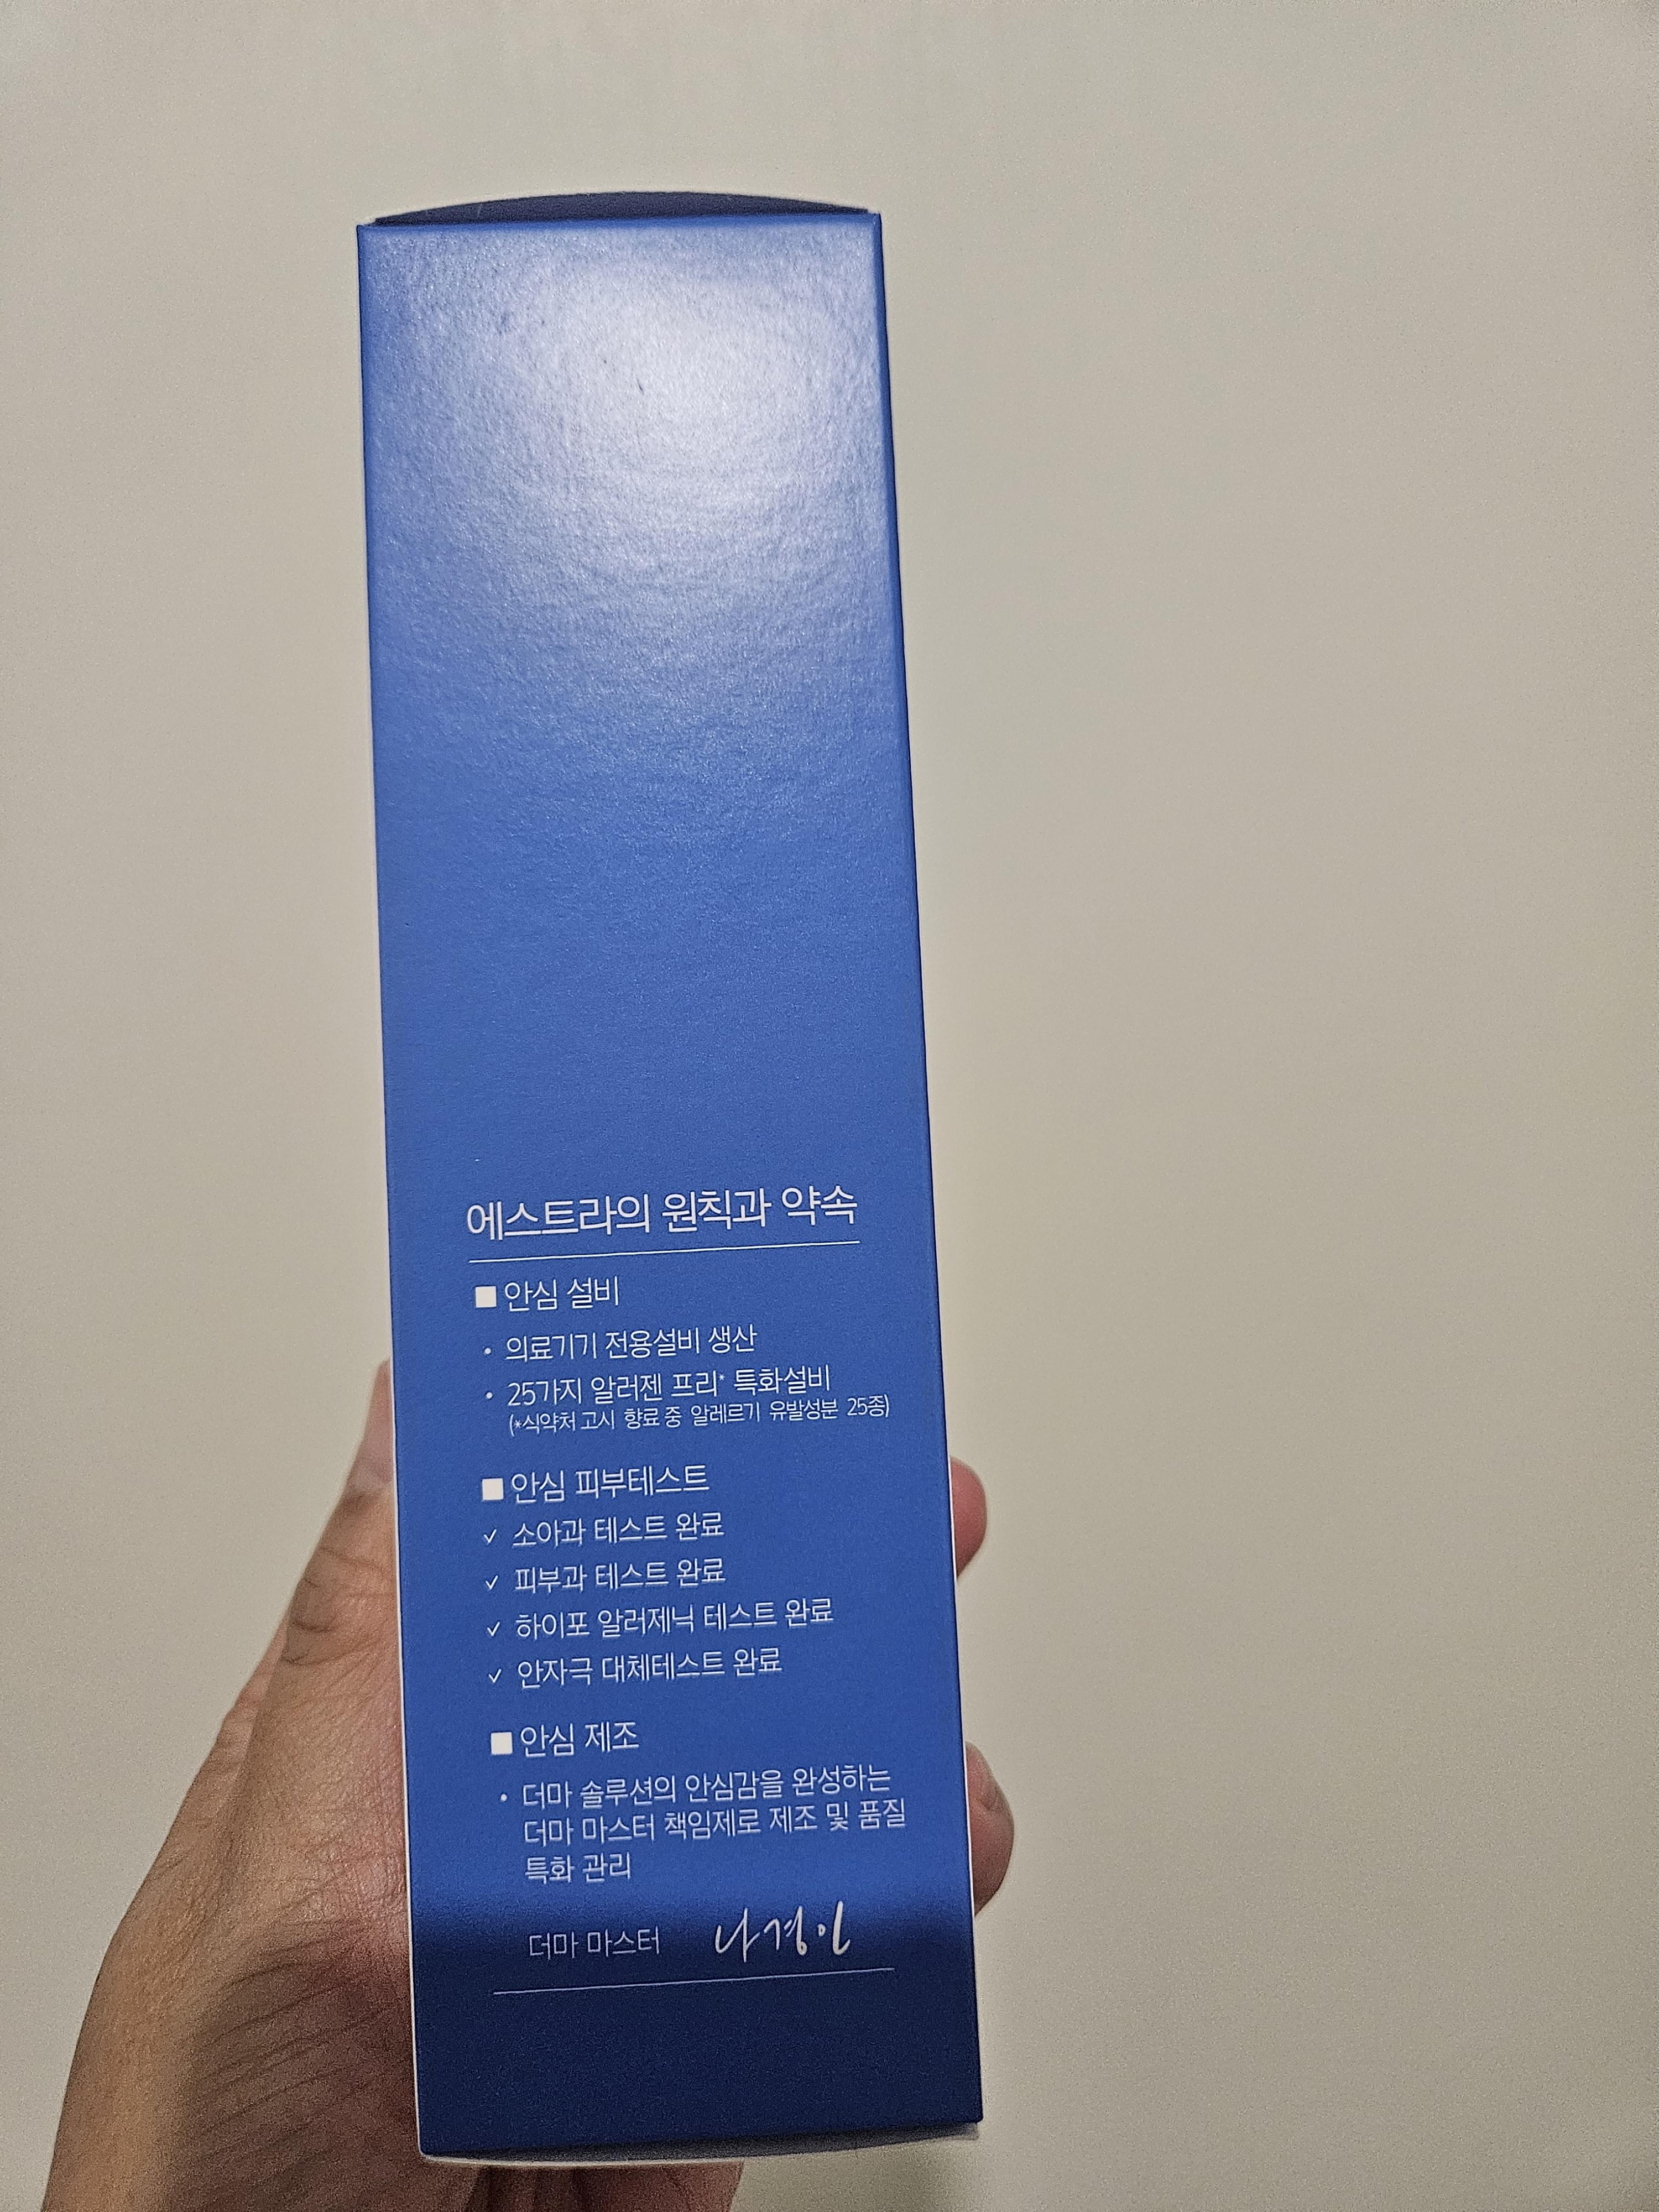 에스트라의 원칙과 약속
■ 안심 설비
• 의료기기 전용설비 생산
• 25가지 알러젠 프리* 특화설비
(*식약처 고시 향료 중 알레르기 유발성분 25종)
■ 안심 피부테스트
✓ 소아과 테스트 완료
✓ 피부과 테스트 완료
✓ 하이포 알러제닉 테스트 완료
✓ 안자극 대체테스트 완료
■ 안심 제조
• 더마 솔루션의 안심감을 완성하는
더마 마스터 책임제로 제조 및 품질
특화 관리
더마 마스터 나경인